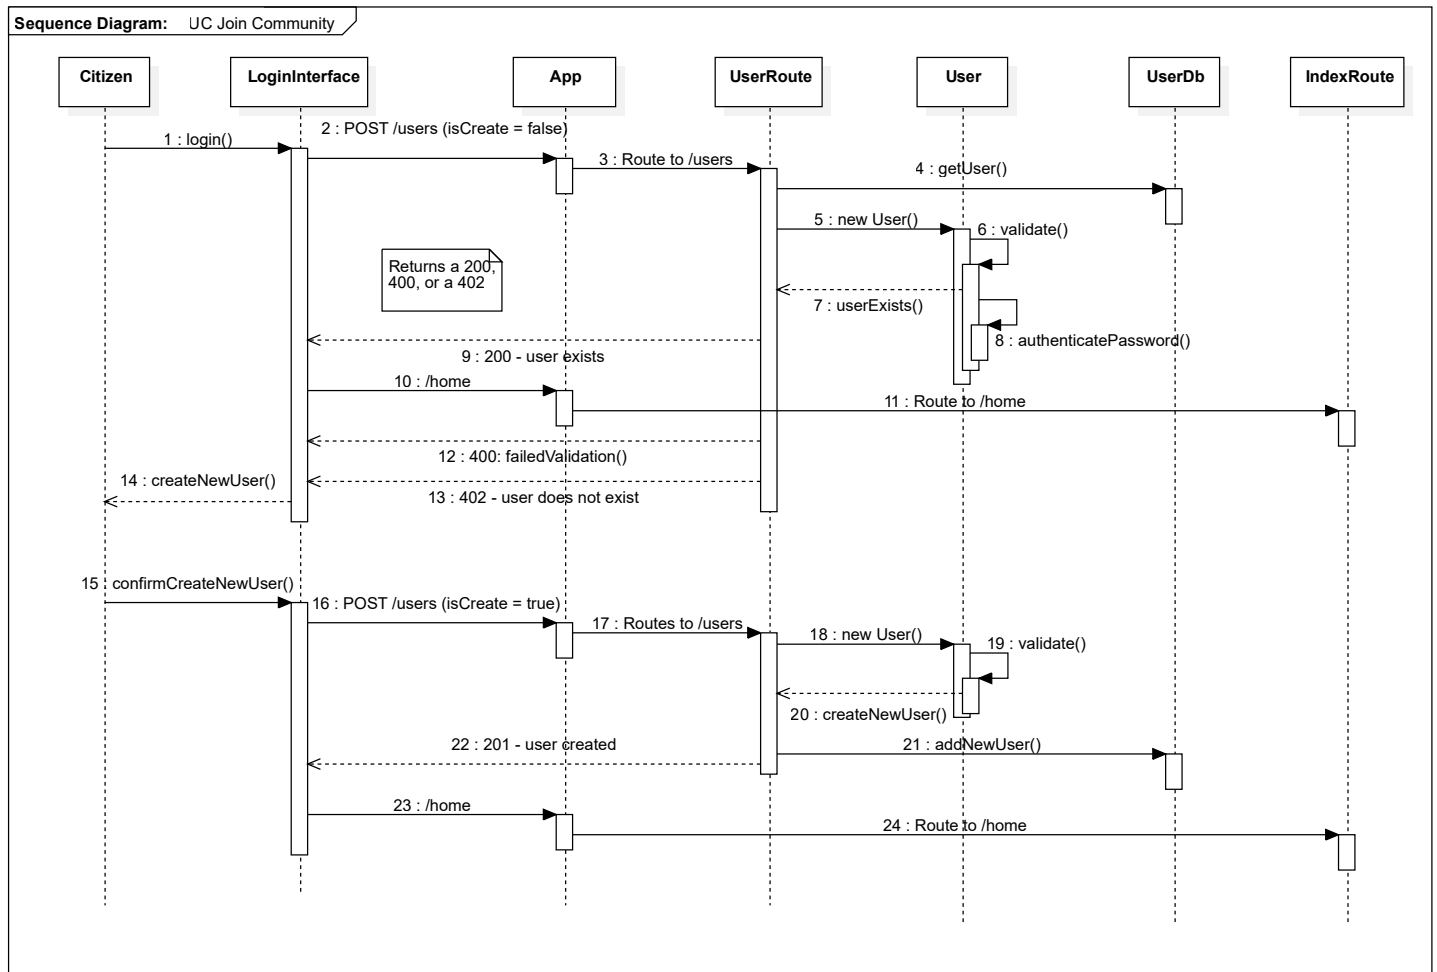 Sequence Diagram: UC Join Community
Citizen
LoginInterface
App
UserRoute
User
UserDb
IndexRoute
1 : login()
2 : POST /users (isCreate = false)
3 : Route to /users
4 : getUser()
5 : new User()
6 : validate()
Returns a 200,
400, or a 402
7 : userExists()
8 : authenticatePassword()
9 : 200 - user exists
10 : /home
11 : Route to /home
12 : 400: failedValidation()
13 : 402 - user does not exist
14 : createNewUser()
15 : confirmCreateNewUser()
16 : POST /users (isCreate = true)
17 : Routes to /users
18 : new User()
19 : validate()
20 : createNewUser()
21 : addNewUser()
22 : 201 - user created
23 : /home
24 : Route to /home